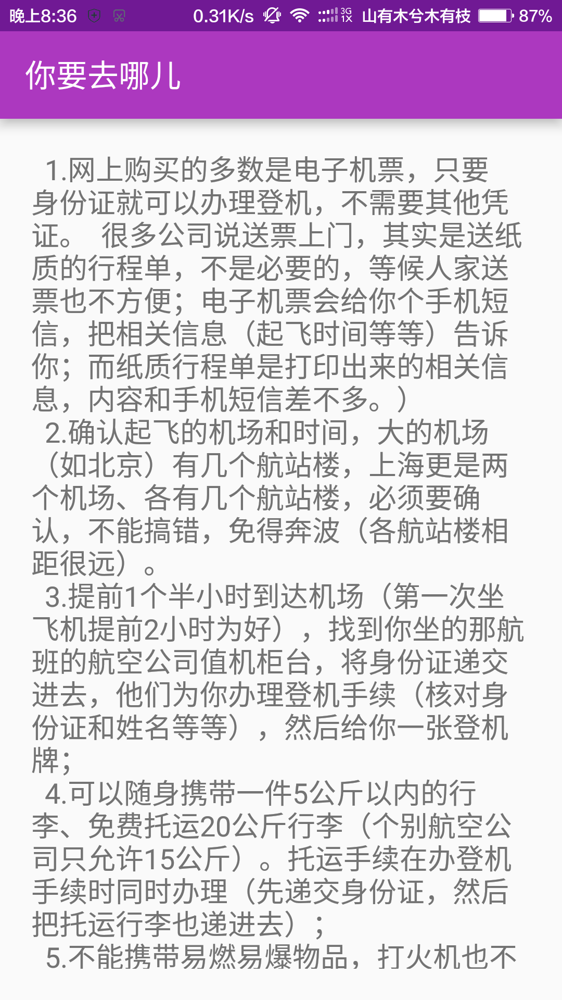 晚上8:36 0.31K/s 3G 1X 山有木兮木有枝 87%
你要去哪儿
1.网上购买的多数是电子机票，只要
身份证就可以办理登机，不需要其他凭
证。 很多公司说送票上门，其实是送纸
质的行程单，不是必要的，等候人家送
票也不方便；电子机票会给你个手机短
信，把相关信息（起飞时间等等）告诉
你；而纸质行程单是打印出来的相关信
息，内容和手机短信差不多。）
2.确认起飞的机场和时间，大的机场
（如北京）有几个航站楼，上海更是两
个机场、各有几个航站楼，必须要确
认，不能搞错，免得奔波（各航站楼相
距很远）。
3.提前1个半小时到达机场（第一次坐
飞机提前2小时为好），找到你坐的那航
班的航空公司值机柜台，将身份证递交
进去，他们为你办理登机手续（核对身
份证和姓名等等），然后给你一张登机
牌；
4.可以随身携带一件5公斤以内的行
李、免费托运20公斤行李（个别航空公
司只允许15公斤）。托运手续在办登机
手续时同时办理（先递交身份证，然后
把托运行李也递进去）；
5.不能携带易燃易爆物品，打火机也不